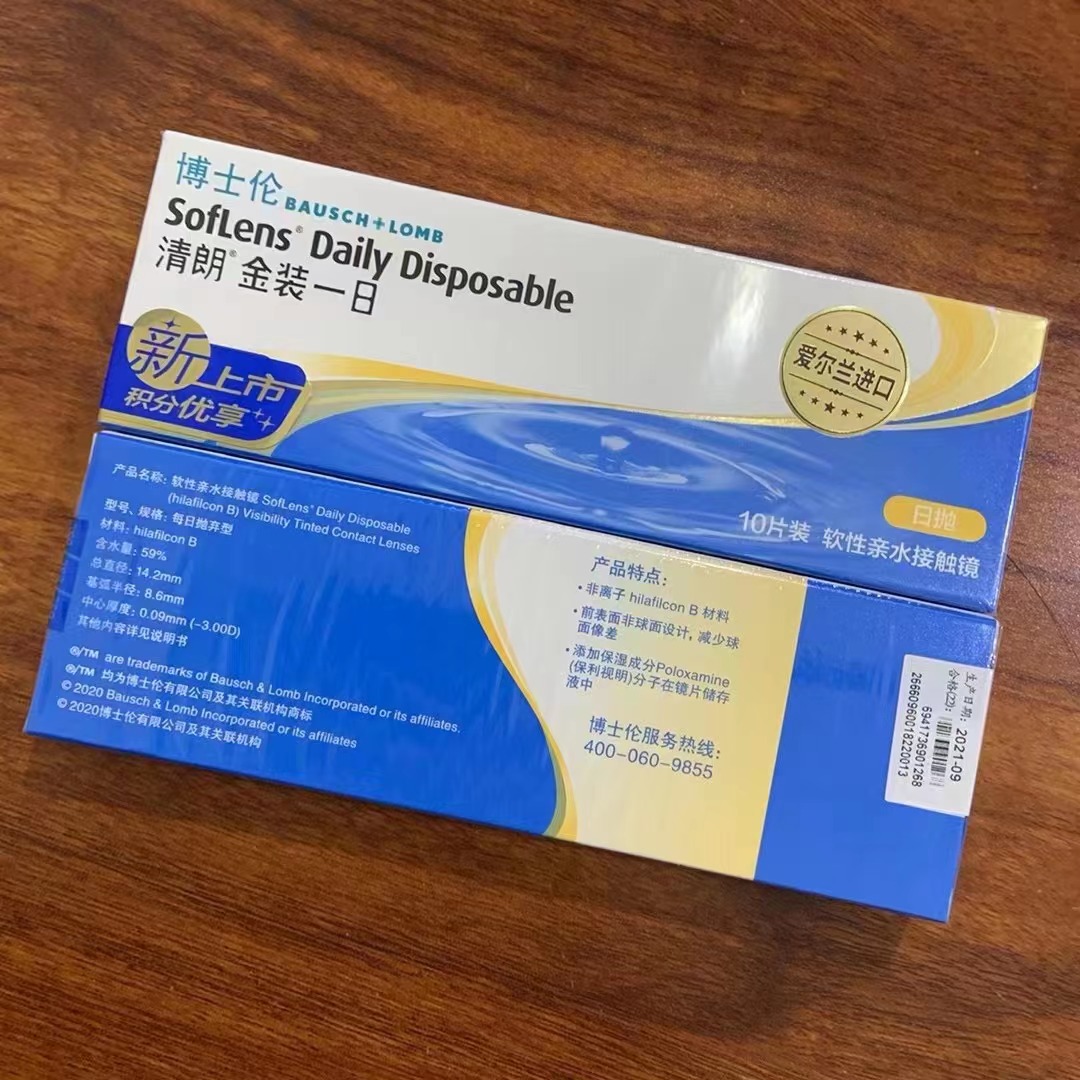 博士伦 BAUSCH+LOMB
SofLens® Daily Disposable
清朗® 金装一日
新上市
积分优享
爱尔兰进口
日抛
10片装 软性亲水接触镜
产品名称: 软性亲水接触镜 SofLens® Daily Disposable
(hilafilcon B) Visibility Tinted Contact Lenses
型号、规格: 每日抛弃型
材料: hilafilcon B
含水量: 59%
总直径: 14.2mm
基弧半径: 8.6mm
中心厚度: 0.09mm (-3.00D)
其他内容详见说明书
®/TM are trademarks of Bausch & Lomb Incorporated or its affiliates.
®/TM 均为博士伦有限公司及其关联机构商标
© 2020 Bausch & Lomb Incorporated or its affiliates
© 2020博士伦有限公司及其关联机构
产品特点:
• 非离子 hilafilcon B 材料
• 前表面非球面设计, 减少球
面像差
• 添加保湿成分Poloxamine
(保利视明)分子在镜片储存
液中
博士伦服务热线:
400-060-9855
生产日期: 2021-09
合格(22):
6941736901268
2666096001822 0013